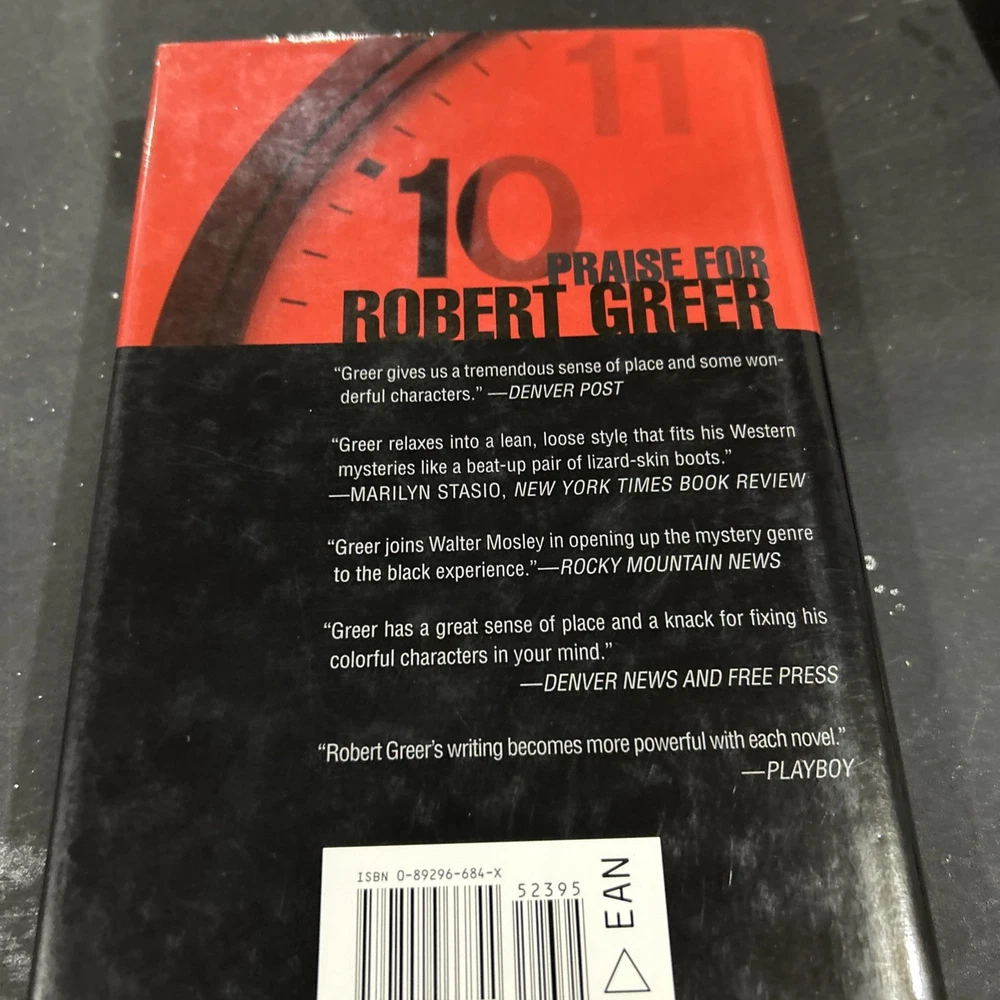 11
10
PRAISE FOR
ROBERT GREER
“Greer gives us a tremendous sense of place and some won-
derful characters.” —DENVER POST
“Greer relaxes into a lean, loose style that fits his Western
mysteries like a beat-up pair of lizard-skin boots.”
—MARILYN STASIO, NEW YORK TIMES BOOK REVIEW
“Greer joins Walter Mosley in opening up the mystery genre
to the black experience.”—ROCKY MOUNTAIN NEWS
“Greer has a great sense of place and a knack for fixing his
colorful characters in your mind.”
—DENVER NEWS AND FREE PRESS
“Robert Greer’s writing becomes more powerful with each novel.”
—PLAYBOY
ISBN 0-89296-684-X
52395
EAN